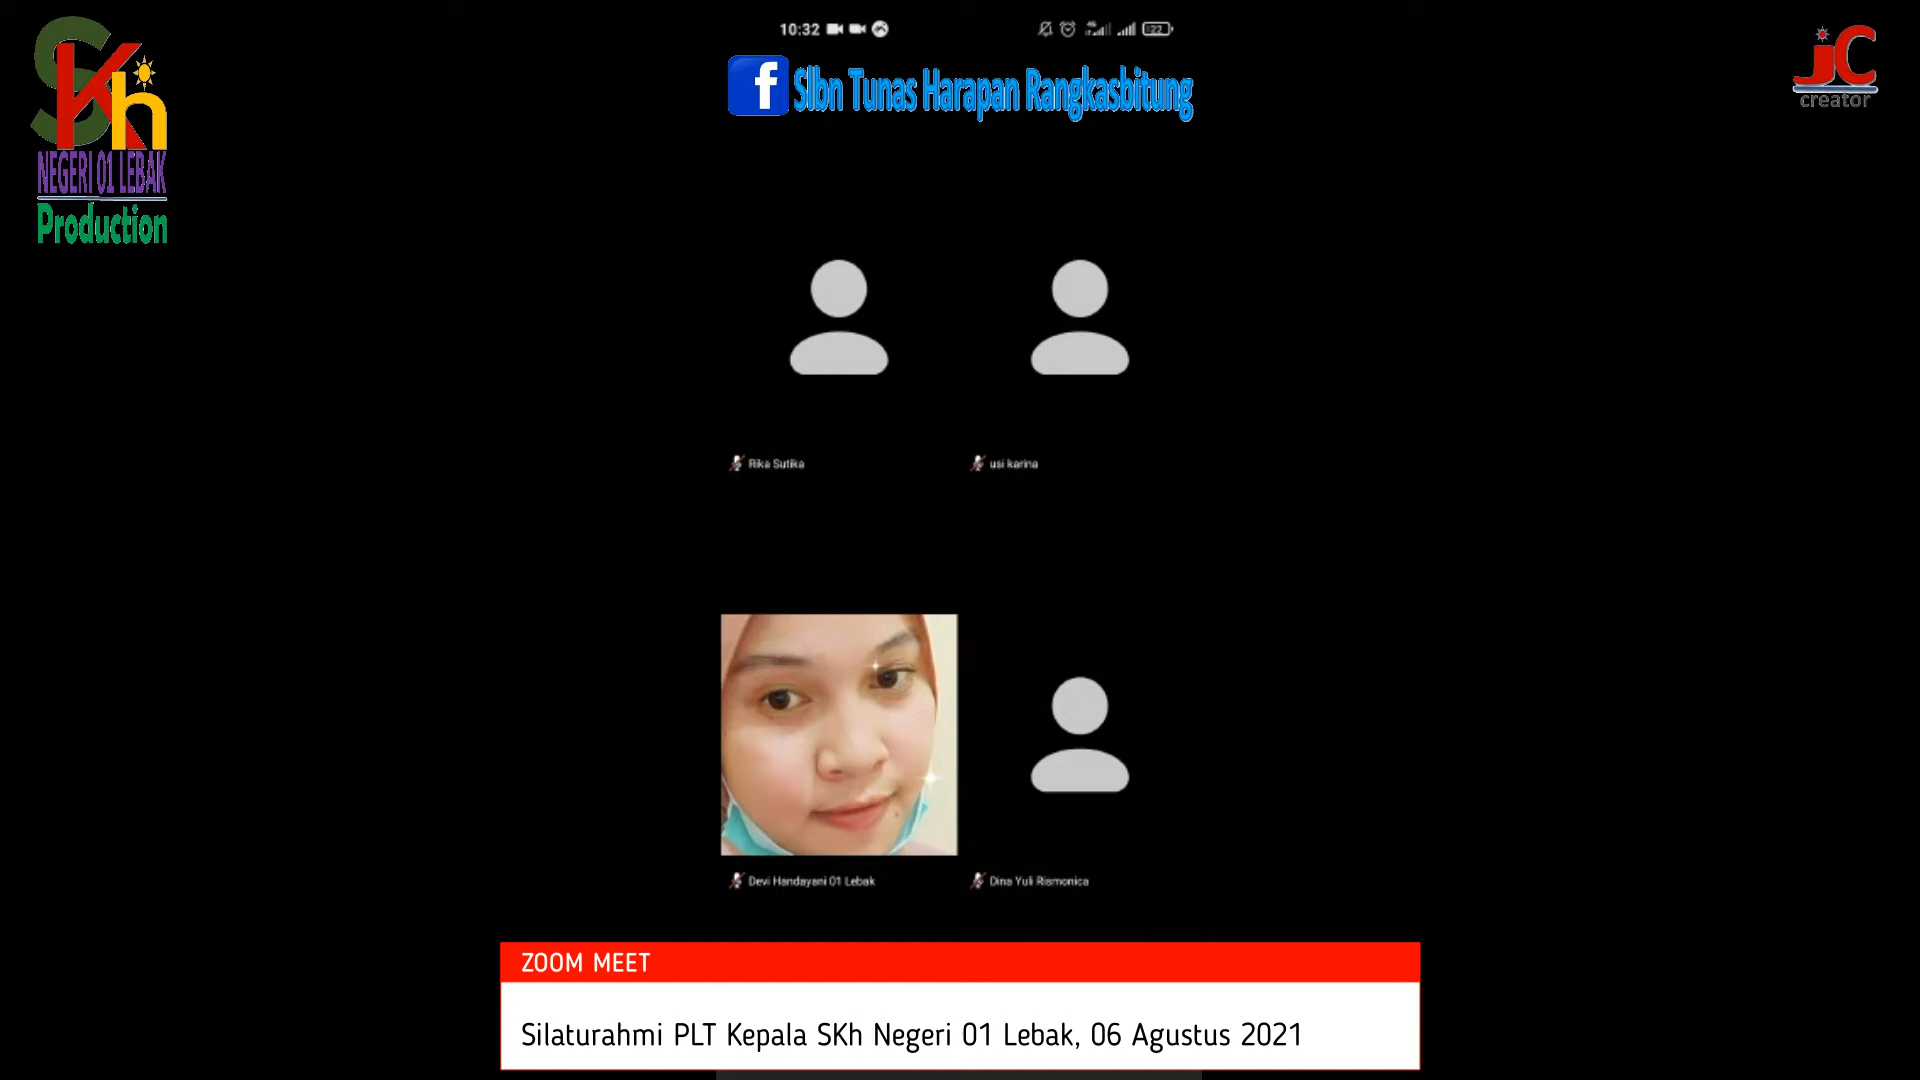 SKh
NEGERI 01 LEBAK
Production
10:32
22
Slbn Tunas Harapan Rangkasbitung
jC
creator
Rika Sutika
usi karina
Devi Handayani 01 Lebak
Dina Yuli Rismonica
ZOOM MEET
Silaturahmi PLT Kepala SKh Negeri 01 Lebak, 06 Agustus 2021